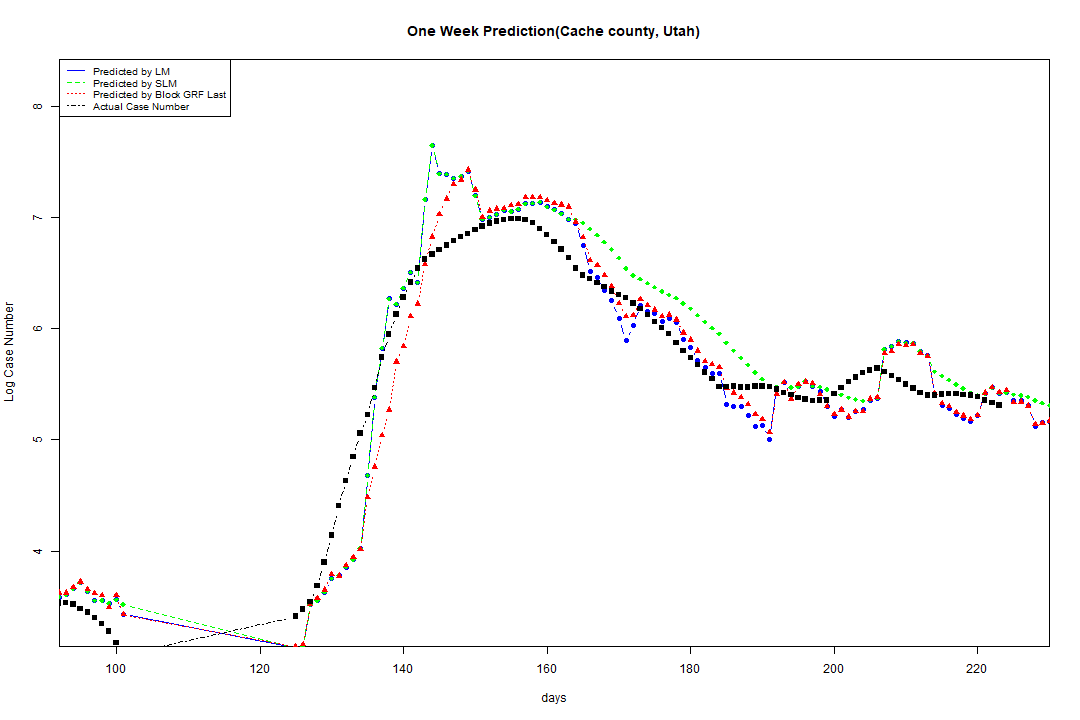 One Week Prediction(Cache county, Utah)
Predicted by LM
Predicted by SLM
Predicted by Block GRF Last
Actual Case Number
8
7
6
5
4
Log Case Number
100 120 140 160 180 200 220
days